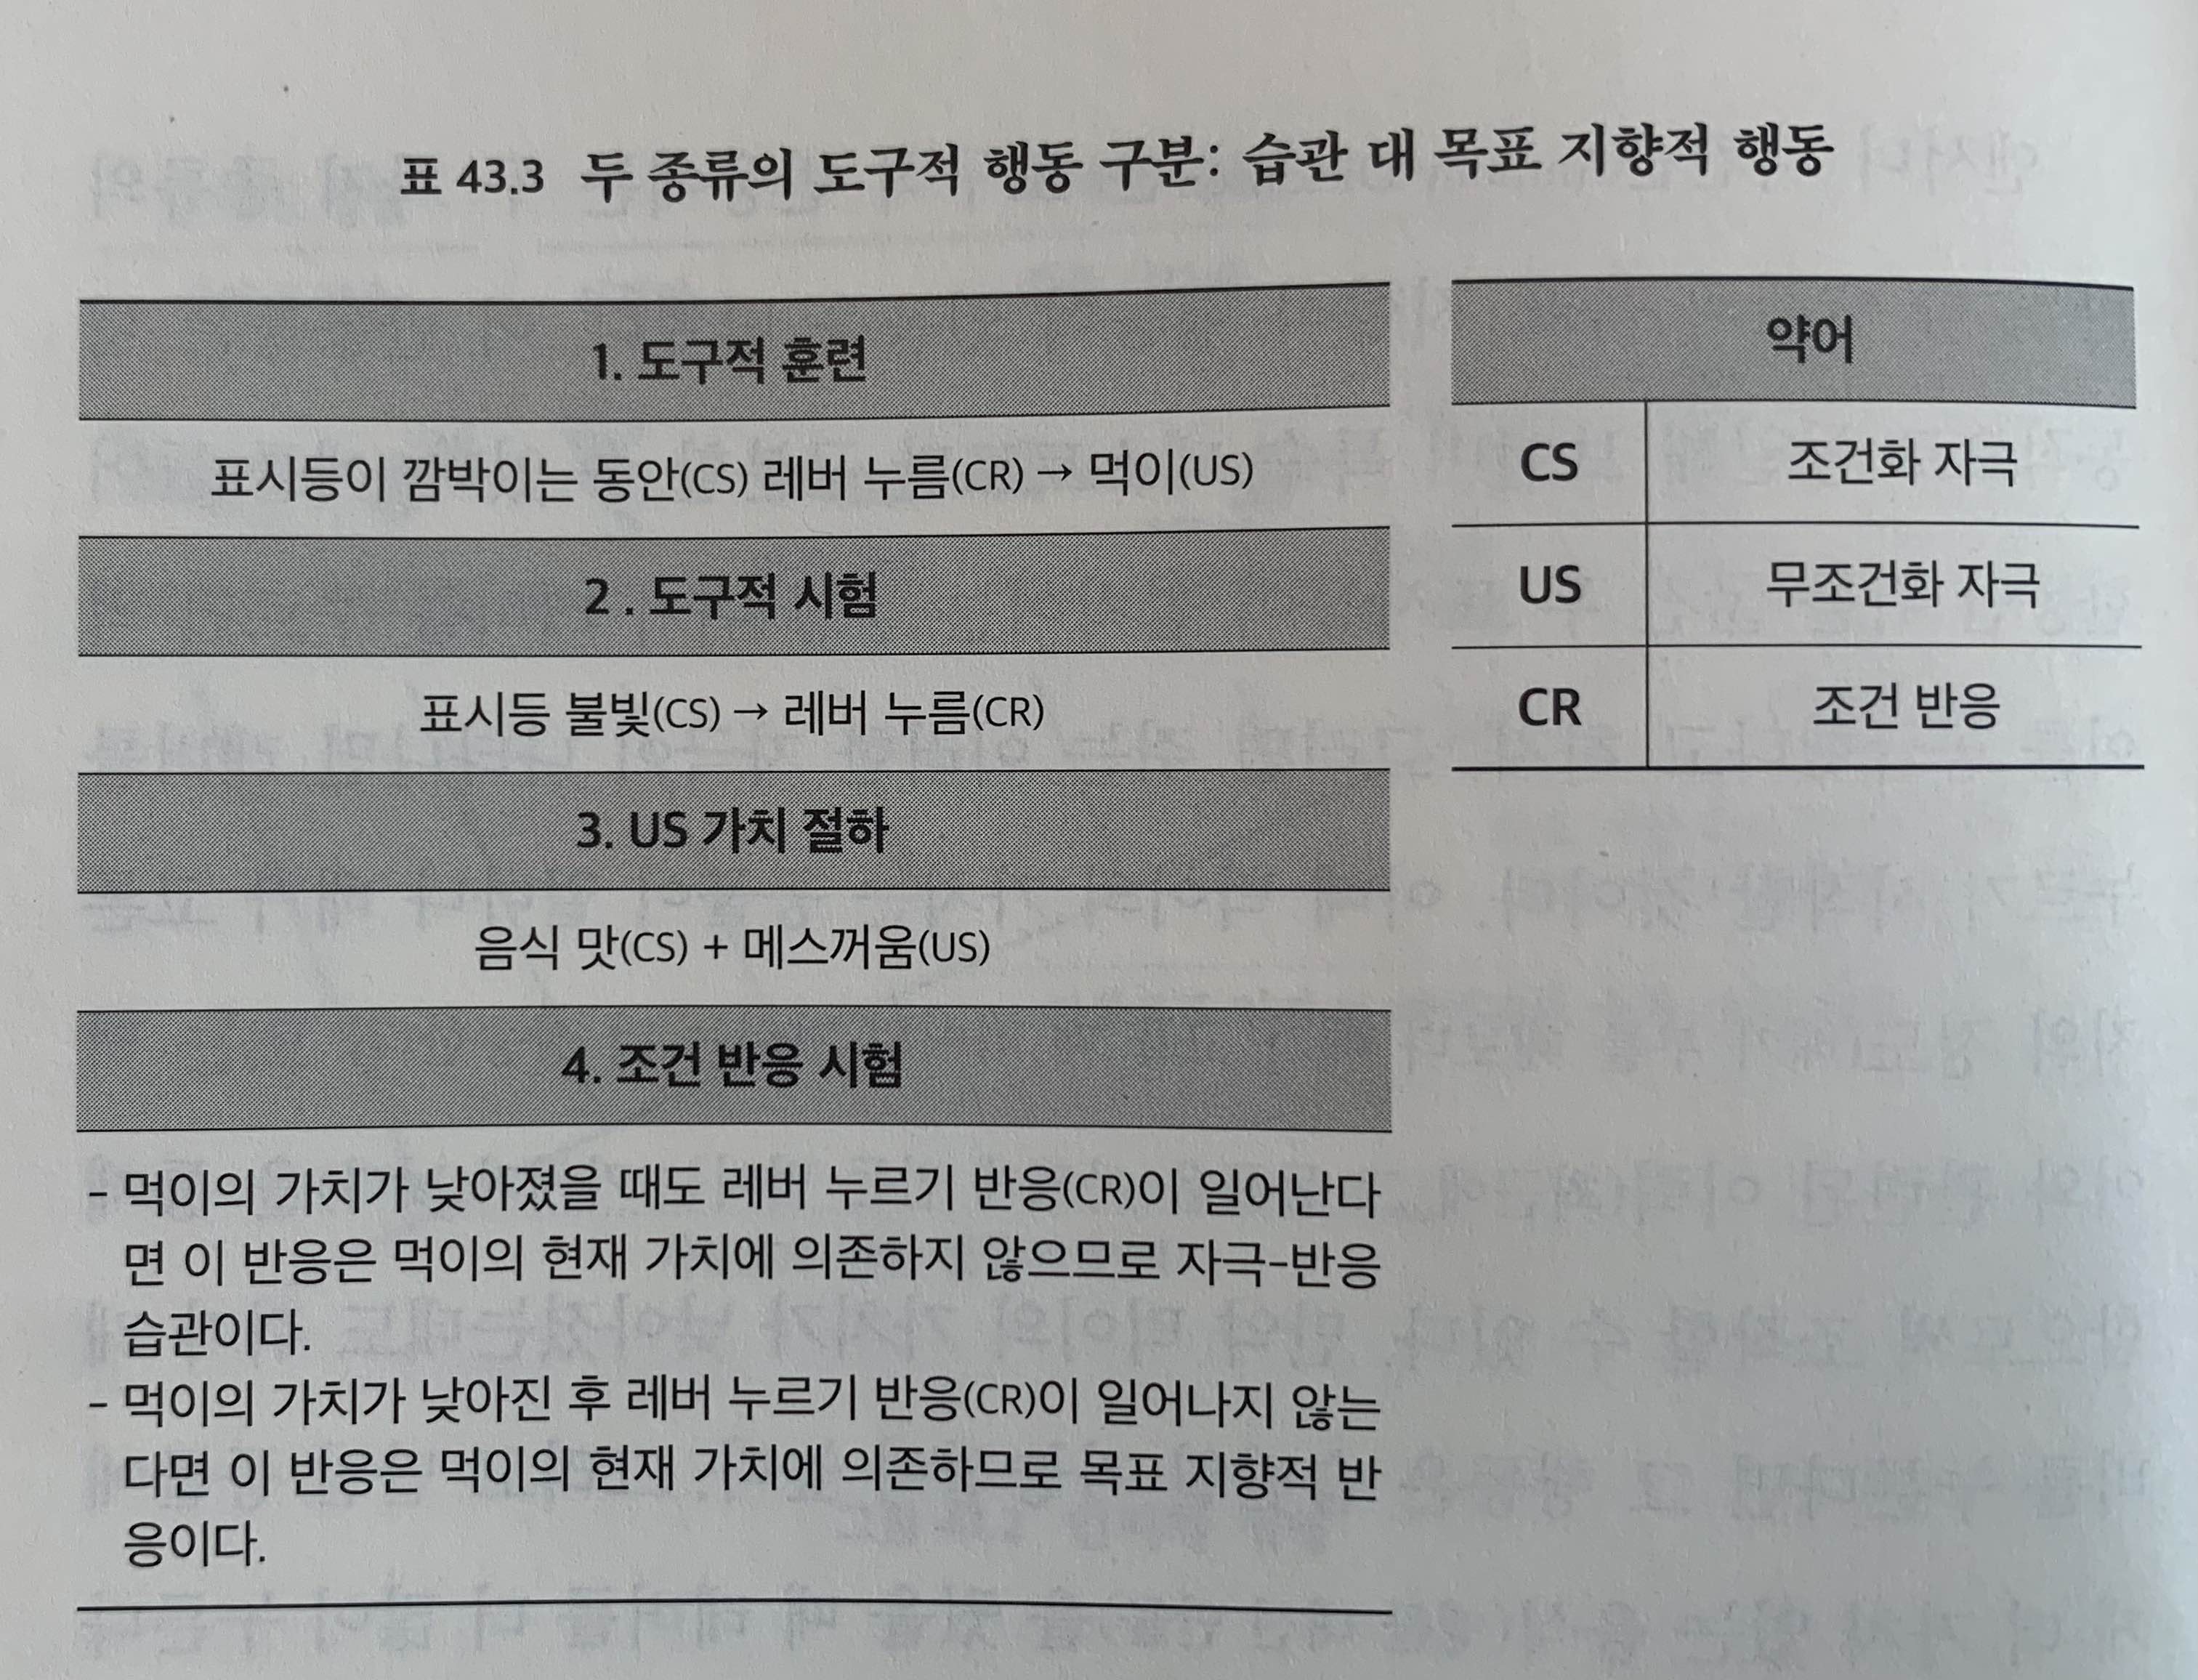 표 43.3 두 종류의 도구적 행동 구분: 습관 대 목표 지향적 행동
1. 도구적 훈련
표시등이 깜박이는 동안(CS) 레버 누름(CR) → 먹이(US)
2 . 도구적 시험
표시등 불빛(CS) → 레버 누름(CR)
3. US 가치 절하
음식 맛(CS) + 메스꺼움(US)
4. 조건 반응 시험
- 먹이의 가치가 낮아졌을 때도 레버 누르기 반응(CR)이 일어난다
면 이 반응은 먹이의 현재 가치에 의존하지 않으므로 자극-반응
습관이다.
- 먹이의 가치가 낮아진 후 레버 누르기 반응(CR)이 일어나지 않는
다면 이 반응은 먹이의 현재 가치에 의존하므로 목표 지향적 반
응이다.
약어
CS 조건화 자극
US 무조건화 자극
CR 조건 반응